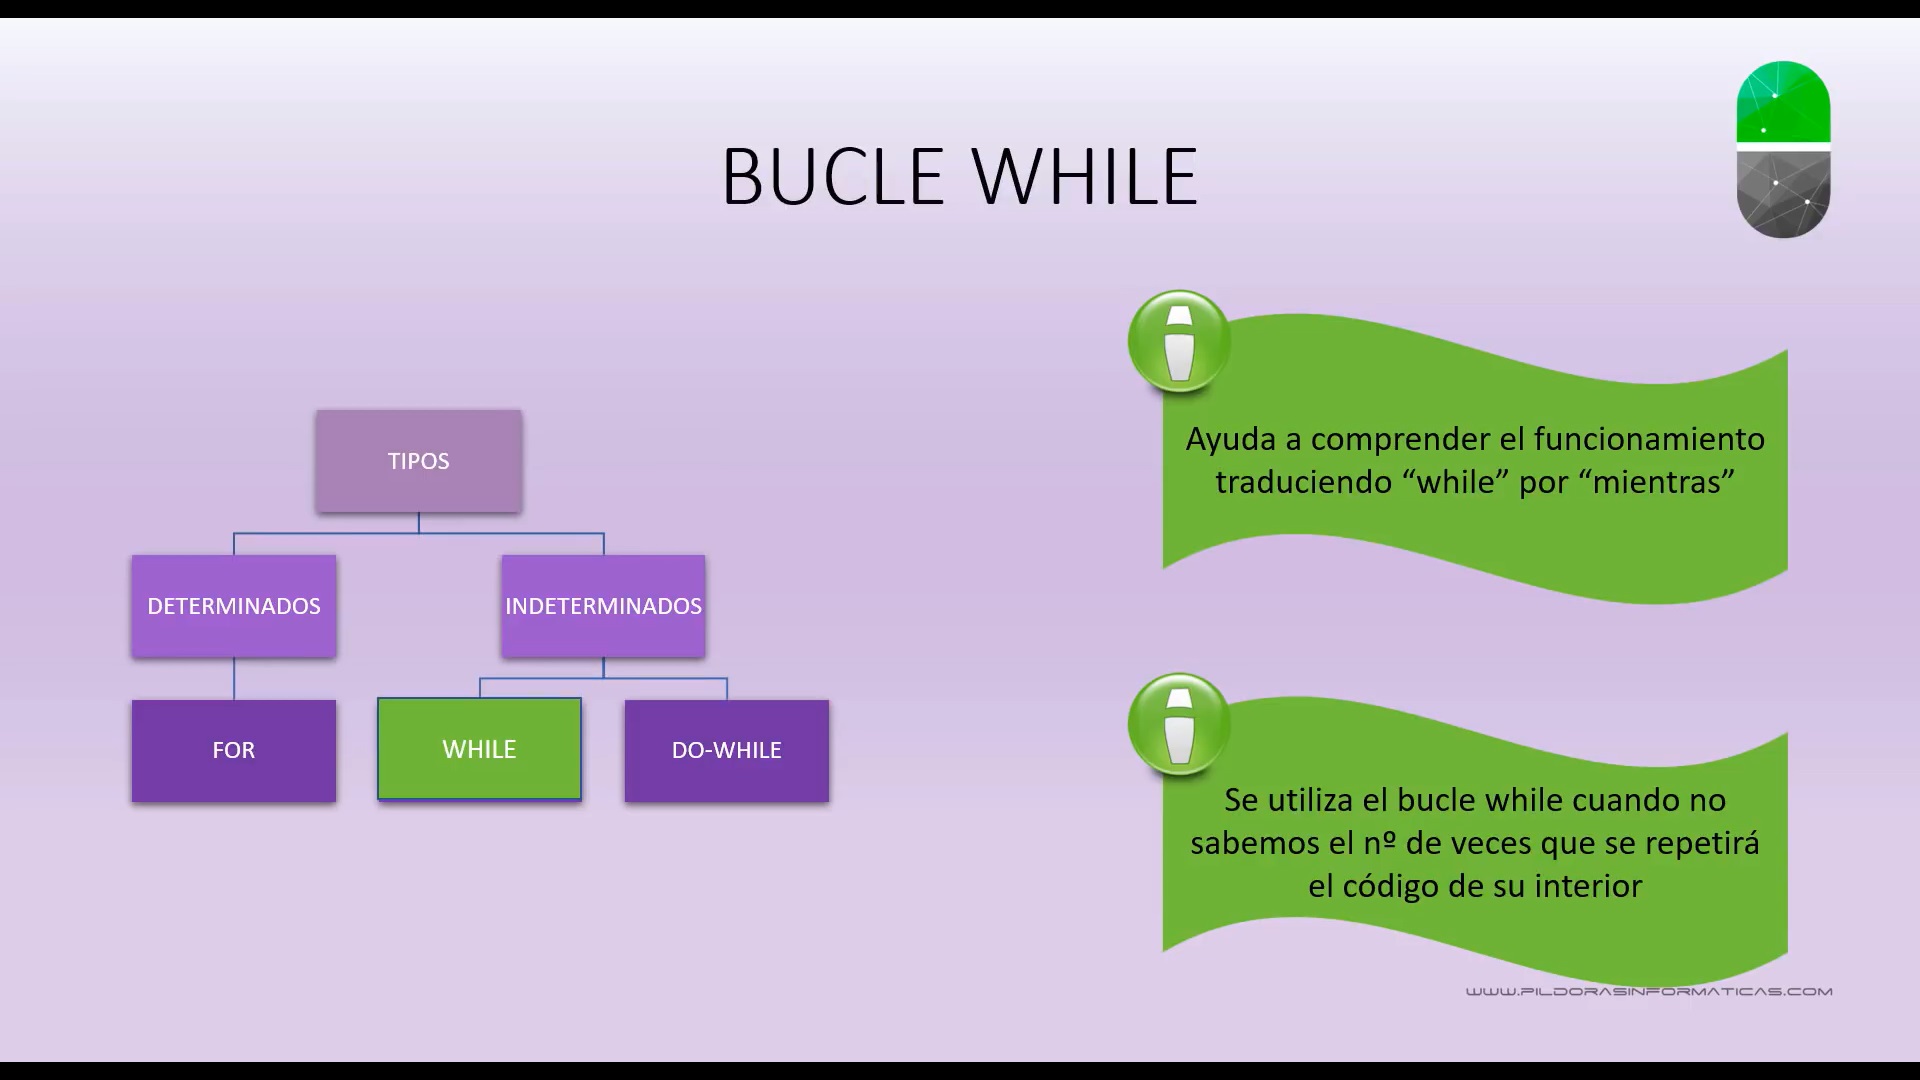 BUCLE WHILE
TIPOS
DETERMINADOS
INDETERMINADOS
FOR
WHILE
DO-WHILE
Ayuda a comprender el funcionamiento
traduciendo “while” por “mientras”
Se utiliza el bucle while cuando no
sabemos el nº de veces que se repetirá
el código de su interior
WWW.PILDORASINFORMATICAS.COM